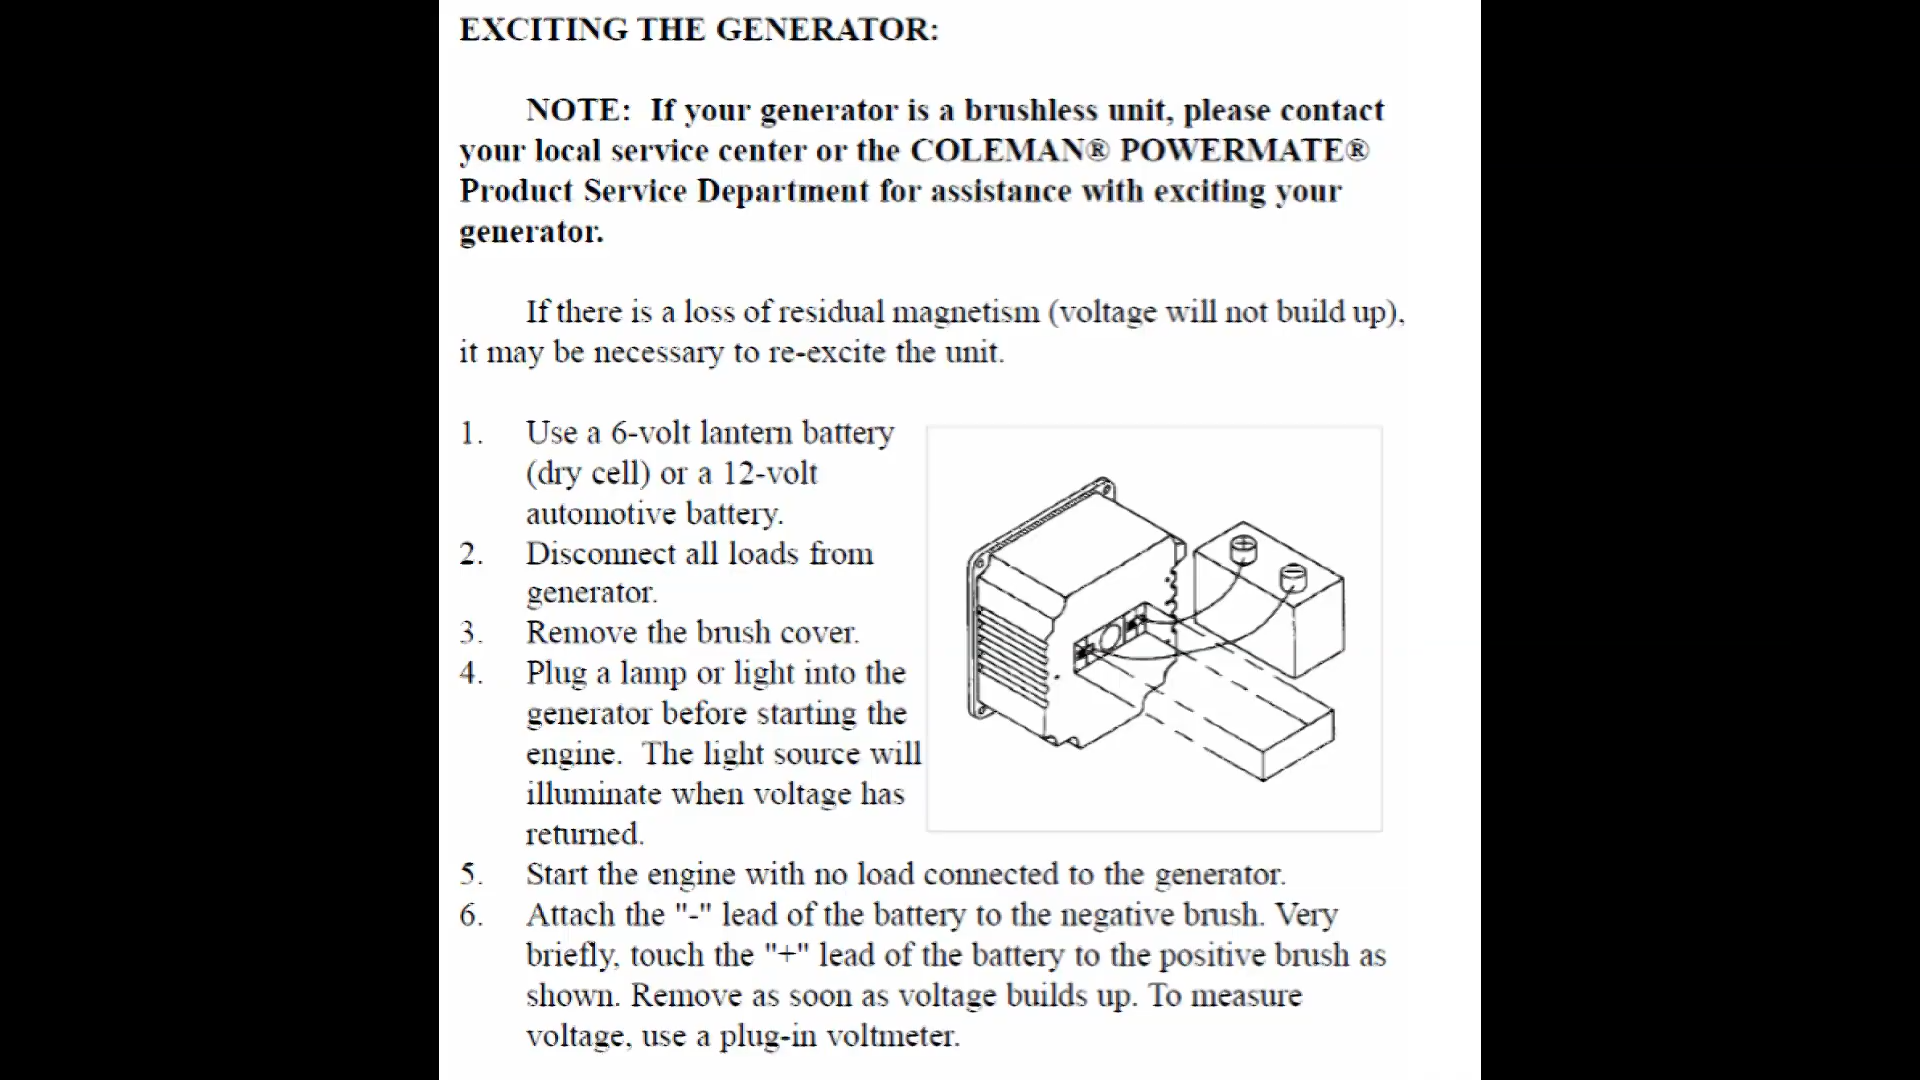 EXCITING THE GENERATOR:
NOTE: If your generator is a brushless unit, please contact
your local service center or the COLEMAN® POWERMATE®
Product Service Department for assistance with exciting your
generator.
If there is a loss of residual magnetism (voltage will not build up),
it may be necessary to re-excite the unit.
1. Use a 6-volt lantern battery
(dry cell) or a 12-volt
automotive battery.
2. Disconnect all loads from
generator.
3. Remove the brush cover.
4. Plug a lamp or light into the
generator before starting the
engine. The light source will
illuminate when voltage has
returned.
5. Start the engine with no load connected to the generator.
6. Attach the "-" lead of the battery to the negative brush. Very
briefly, touch the "+" lead of the battery to the positive brush as
shown. Remove as soon as voltage builds up. To measure
voltage, use a plug-in voltmeter.